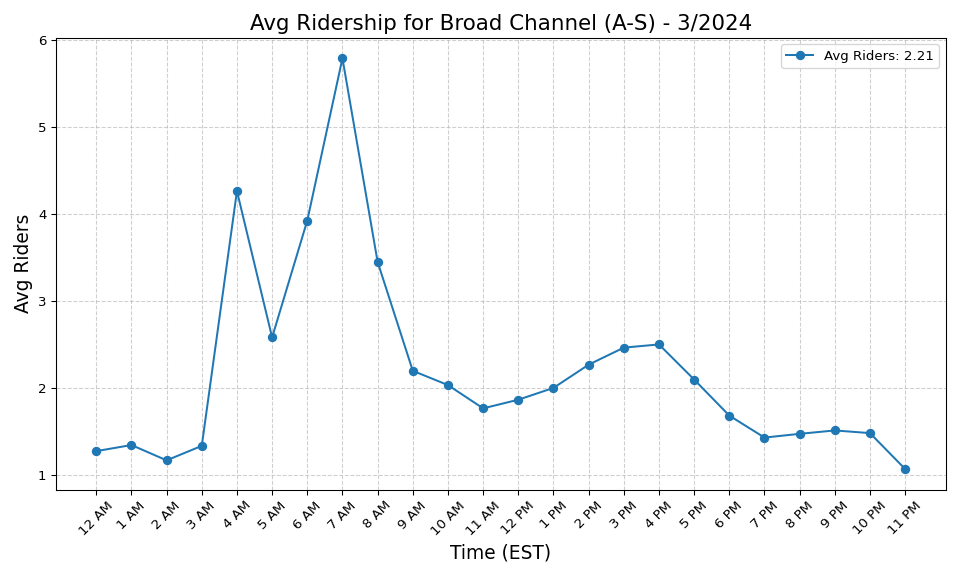 Avg Ridership for Broad Channel (A-S) - 3/2024
Avg Riders: 2.21
6
5
4
3
2
1
Avg Riders
12 AM
1 AM
2 AM
3 AM
4 AM
5 AM
6 AM
7 AM
8 AM
9 AM
10 AM
11 AM
12 PM
1 PM
2 PM
3 PM
4 PM
5 PM
6 PM
7 PM
8 PM
9 PM
10 PM
11 PM
Time (EST)